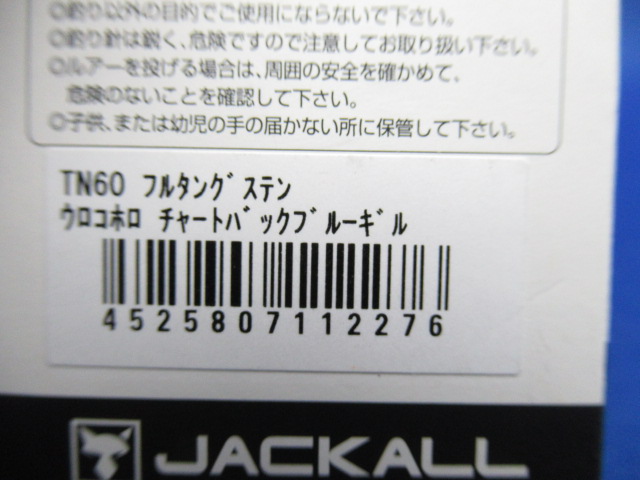 ◎釣り以外の目的でご使用にならないで下さい。
◎釣り針は鋭く、危険ですので注意してお取り扱い下さい。
◎ルアーを投げる場合は、周囲の安全を確かめて、
危険のないことを確認して下さい。
◎子供、または幼児の手の届かない所に保管して下さい。
TN60 ﾌﾙﾀﾝｸﾞｽﾃﾝ
ｳﾛｺﾎﾛ ﾁｬｰﾄﾊﾞｯｸﾌﾞﾙｰｷﾞﾙ
4525807112276
JACKALL